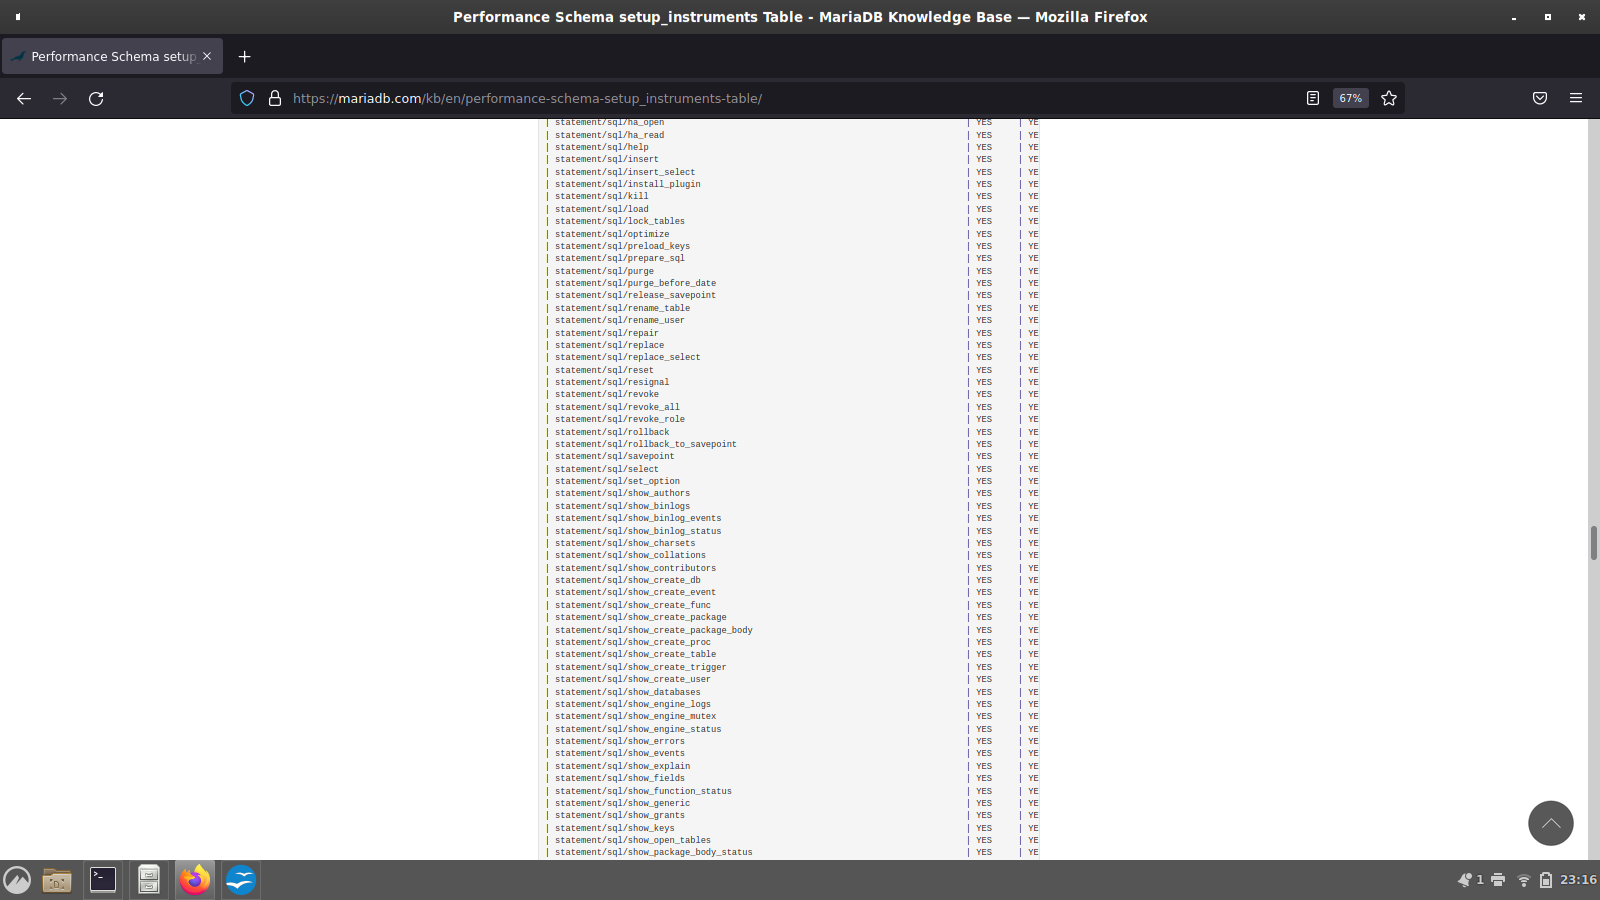 Performance Schema setup_instruments Table - MariaDB Knowledge Base — Mozilla Firefox
Performance Schema setup_
https://mariadb.com/kb/en/performance-schema-setup_instruments-table/
67%
| statement/sql/ha_open | YES | YE
| statement/sql/ha_read | YES | YE
| statement/sql/help | YES | YE
| statement/sql/insert | YES | YE
| statement/sql/insert_select | YES | YE
| statement/sql/install_plugin | YES | YE
| statement/sql/kill | YES | YE
| statement/sql/load | YES | YE
| statement/sql/lock_tables | YES | YE
| statement/sql/optimize | YES | YE
| statement/sql/preload_keys | YES | YE
| statement/sql/prepare_sql | YES | YE
| statement/sql/purge | YES | YE
| statement/sql/purge_before_date | YES | YE
| statement/sql/release_savepoint | YES | YE
| statement/sql/rename_table | YES | YE
| statement/sql/rename_user | YES | YE
| statement/sql/repair | YES | YE
| statement/sql/replace | YES | YE
| statement/sql/replace_select | YES | YE
| statement/sql/reset | YES | YE
| statement/sql/resignal | YES | YE
| statement/sql/revoke | YES | YE
| statement/sql/revoke_all | YES | YE
| statement/sql/revoke_role | YES | YE
| statement/sql/rollback | YES | YE
| statement/sql/rollback_to_savepoint | YES | YE
| statement/sql/savepoint | YES | YE
| statement/sql/select | YES | YE
| statement/sql/set_option | YES | YE
| statement/sql/show_authors | YES | YE
| statement/sql/show_binlogs | YES | YE
| statement/sql/show_binlog_events | YES | YE
| statement/sql/show_binlog_status | YES | YE
| statement/sql/show_charsets | YES | YE
| statement/sql/show_collations | YES | YE
| statement/sql/show_contributors | YES | YE
| statement/sql/show_create_db | YES | YE
| statement/sql/show_create_event | YES | YE
| statement/sql/show_create_func | YES | YE
| statement/sql/show_create_package | YES | YE
| statement/sql/show_create_package_body | YES | YE
| statement/sql/show_create_proc | YES | YE
| statement/sql/show_create_table | YES | YE
| statement/sql/show_create_trigger | YES | YE
| statement/sql/show_create_user | YES | YE
| statement/sql/show_databases | YES | YE
| statement/sql/show_engine_logs | YES | YE
| statement/sql/show_engine_mutex | YES | YE
| statement/sql/show_engine_status | YES | YE
| statement/sql/show_errors | YES | YE
| statement/sql/show_events | YES | YE
| statement/sql/show_explain | YES | YE
| statement/sql/show_fields | YES | YE
| statement/sql/show_function_status | YES | YE
| statement/sql/show_generic | YES | YE
| statement/sql/show_grants | YES | YE
| statement/sql/show_keys | YES | YE
| statement/sql/show_open_tables | YES | YE
| statement/sql/show_package_body_status | YES | YE
1
23:16